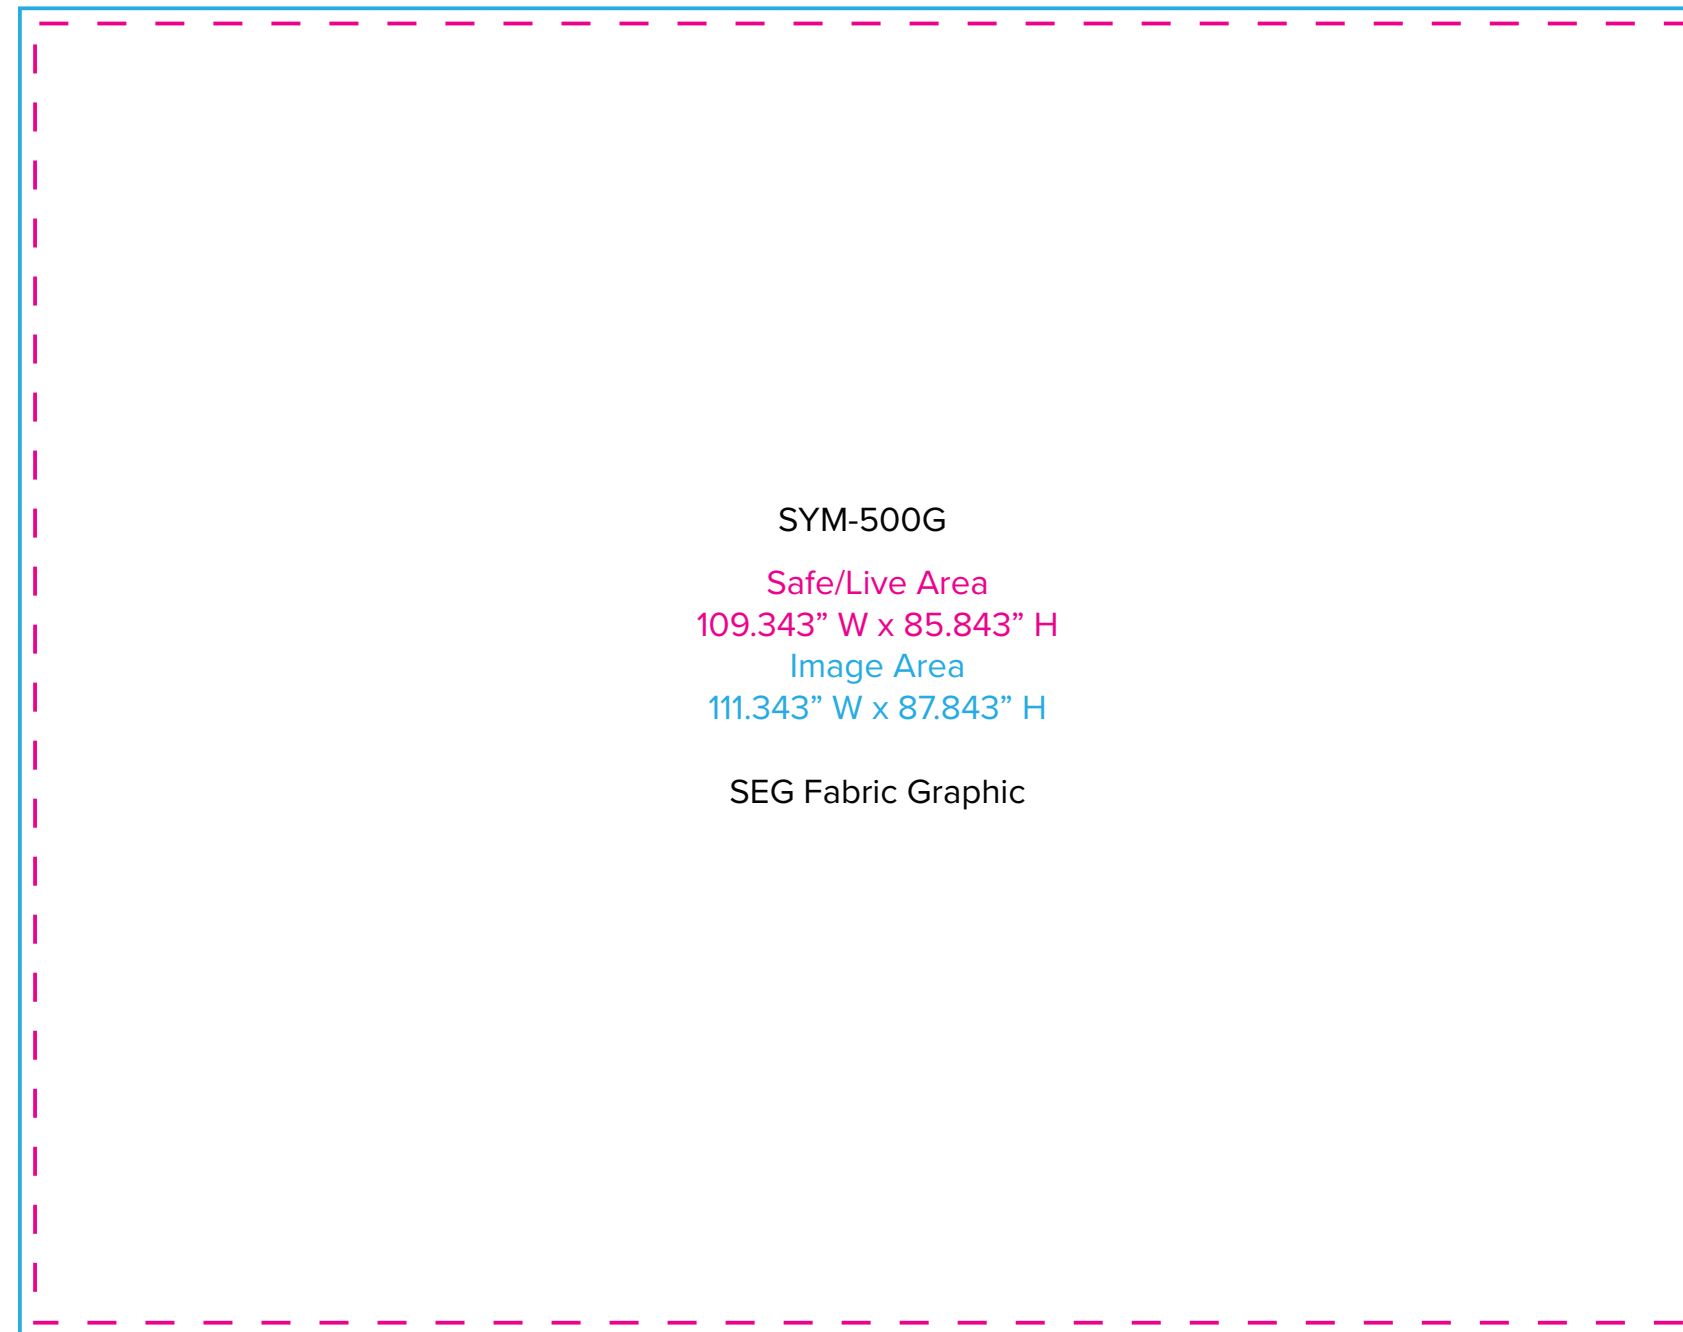 SYM-500G
Safe/Live Area
109.343” W x 85.843” H
Image Area
111.343” W x 87.843” H
SEG Fabric Graphic